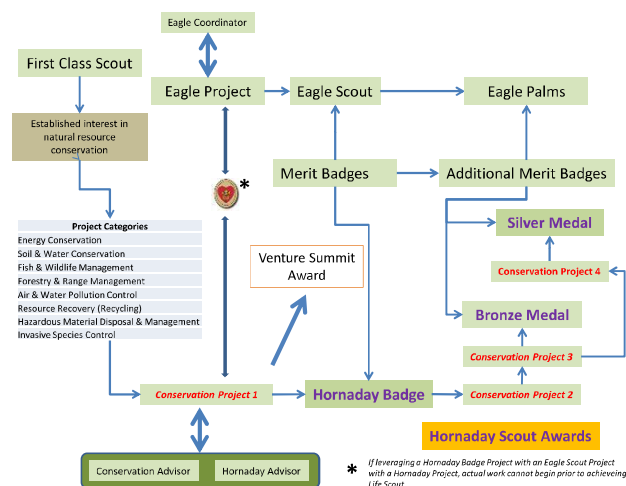 Eagle Coordinator
First Class Scout
Eagle Project
Eagle Scout
Eagle Palms
Established interest in
natural resource
conservation
Merit Badges
Additional Merit Badges
*
Project Categories
Energy Conservation
Soil & Water Conservation
Fish & Wildlife Management
Forestry & Range Management
Air & Water Pollution Control
Resource Recovery (Recycling)
Hazardous Material Disposal & Management
Invasive Species Control
Venture Summit
Award
Silver Medal
Conservation Project 4
Bronze Medal
Conservation Project 3
Conservation Project 1
Hornaday Badge
Conservation Project 2
Hornaday Scout Awards
Conservation Advisor
Hornaday Advisor
* If leveraging a Hornaday Badge Project with an Eagle Scout Project
with a Hornaday Project, actual work cannot begin prior to achieveing
Life Scout